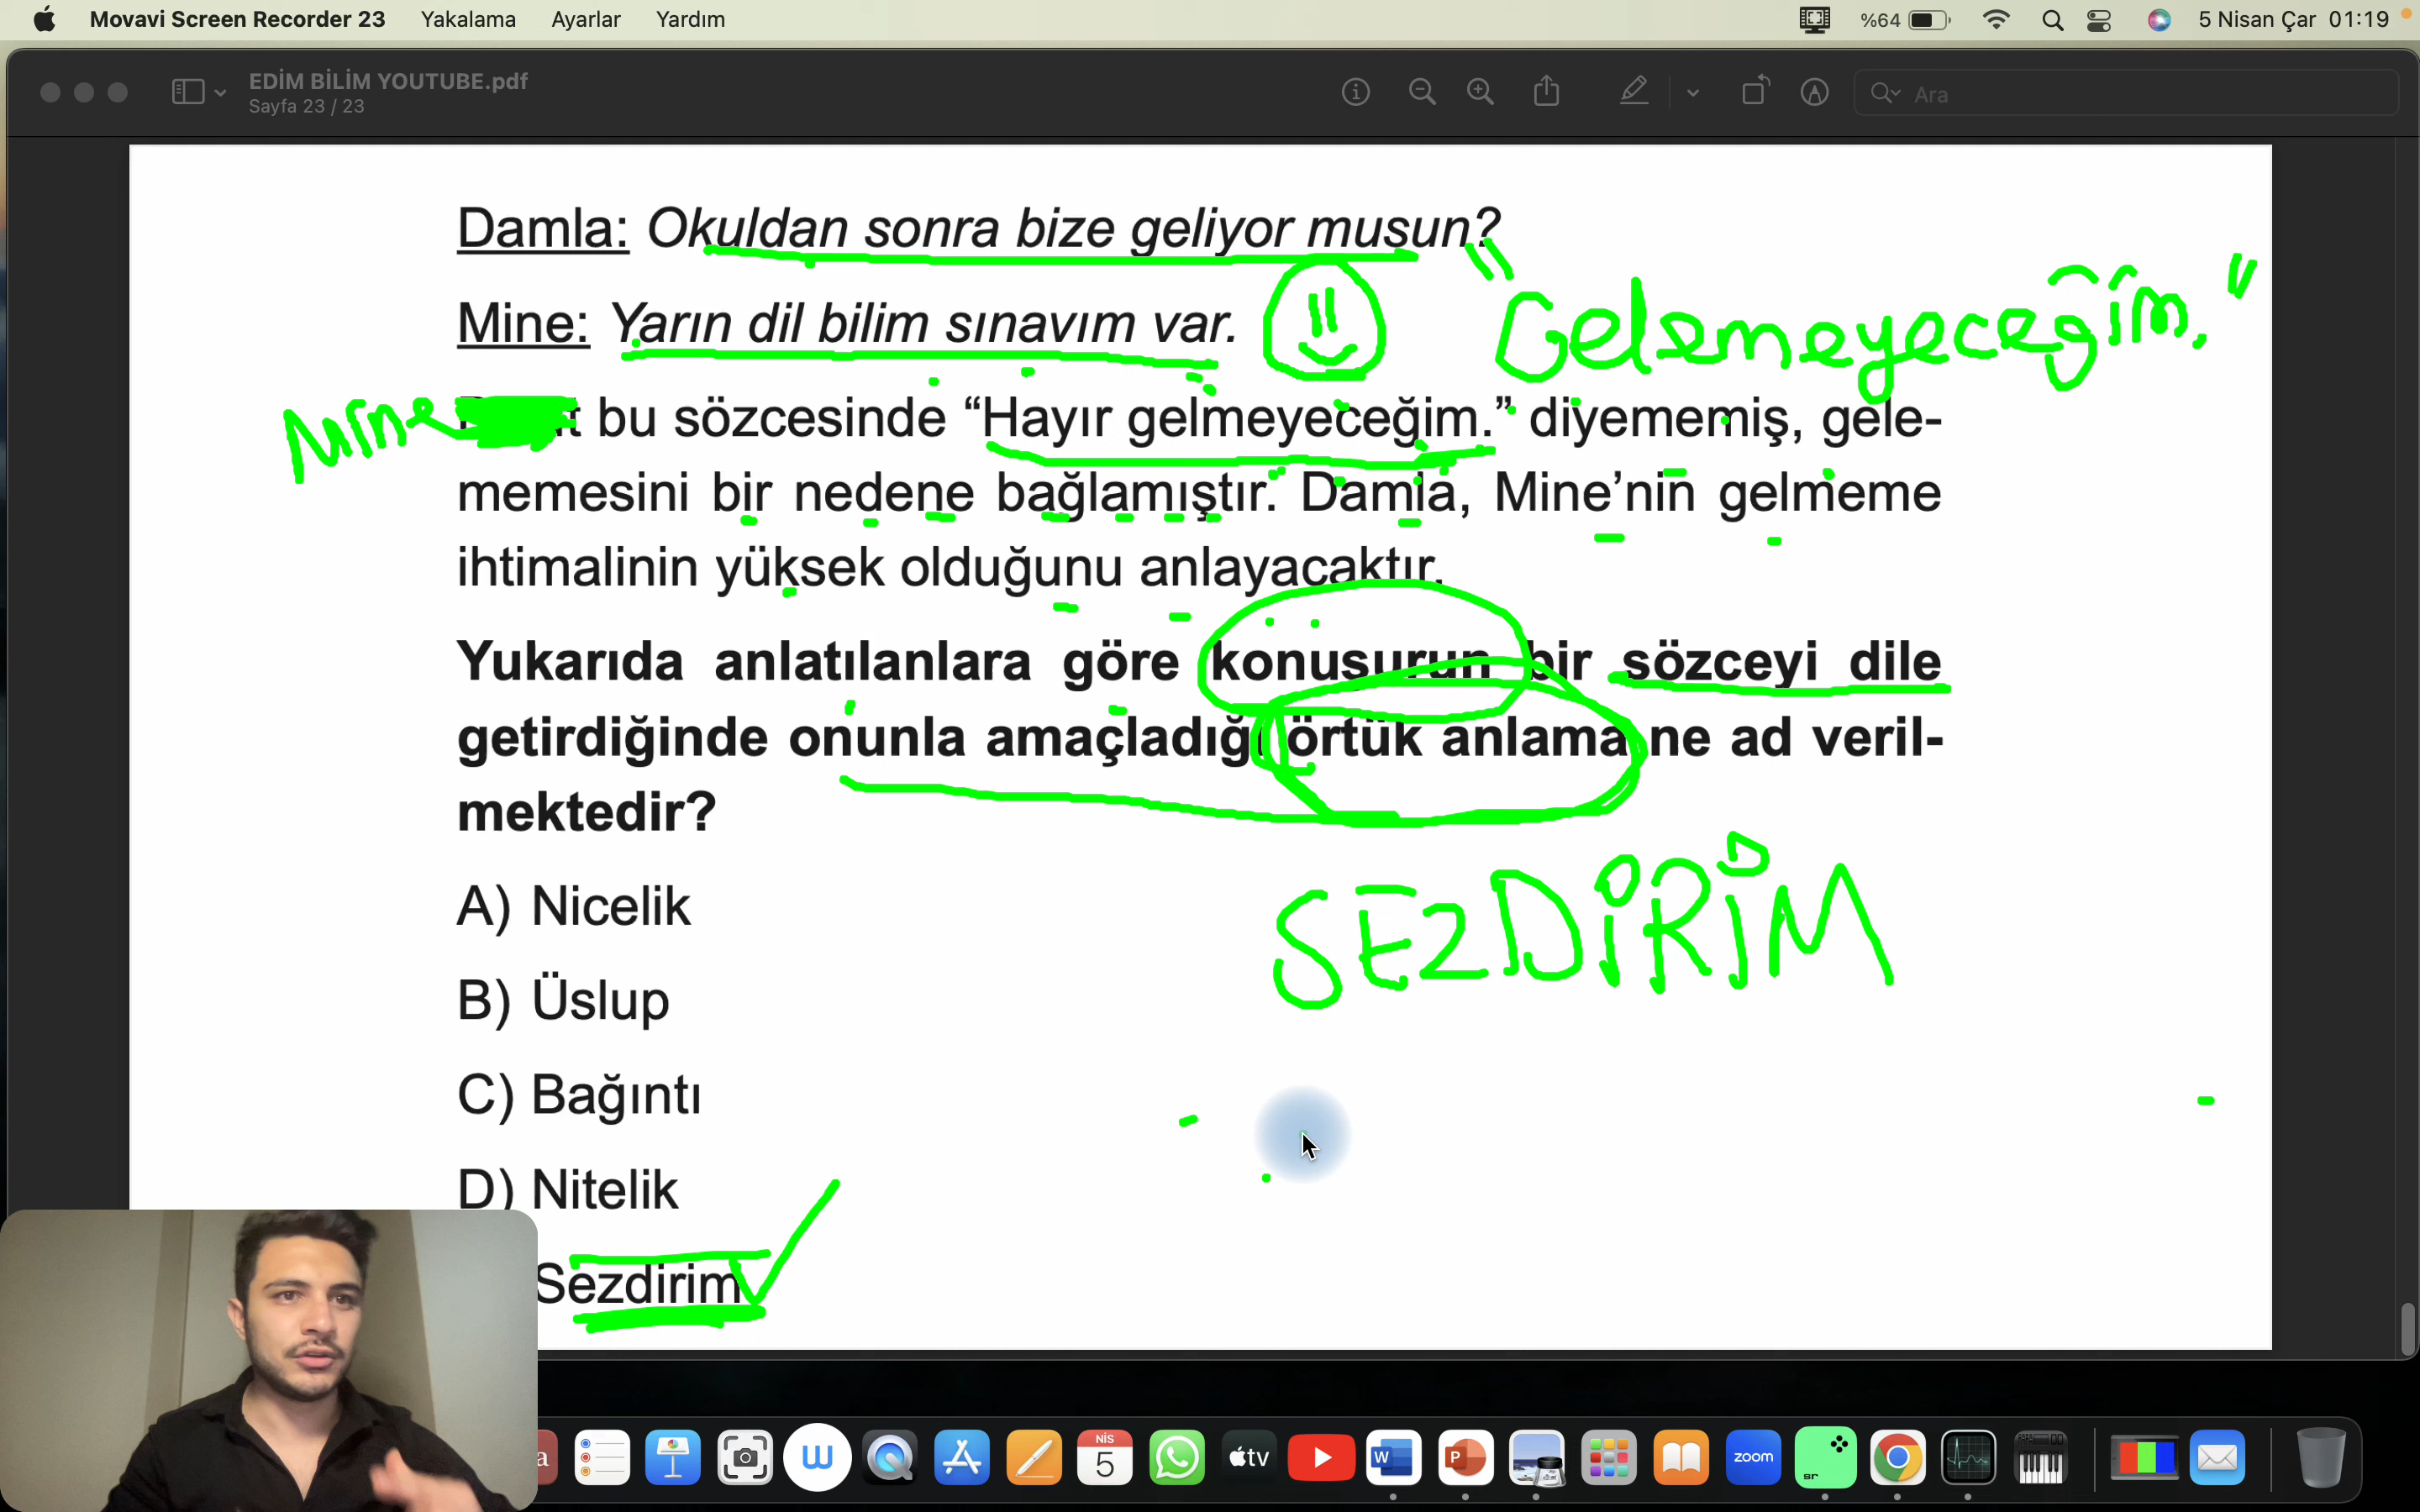 Movavi Screen Recorder 23 Yakalama Ayarlar Yardım %64 5 Nisan Çar 01:19
EDİM BİLİM YOUTUBE.pdf
Sayfa 23 / 23
Ara
Damla: Okuldan sonra bize geliyor musun?
Mine: Yarın dil bilim sınavım var.
"Gelemeyeceğim."
Mine bu sözcesinde “Hayır gelmeyeceğim.” diyememiş, gele-
memesini bir nedene bağlamıştır. Damla, Mine’nin gelmeme
ihtimalinin yüksek olduğunu anlayacaktır.
Yukarıda anlatılanlara göre konuşurun bir sözceyi dile
getirdiğinde onunla amaçladığı örtük anlama ne ad veril-
mektedir?
SEZDİRİM
A) Nicelik
B) Üslup
C) Bağıntı
D) Nitelik
Sezdirim
a
W
NİS
5
tv
W
P
zoom
sr